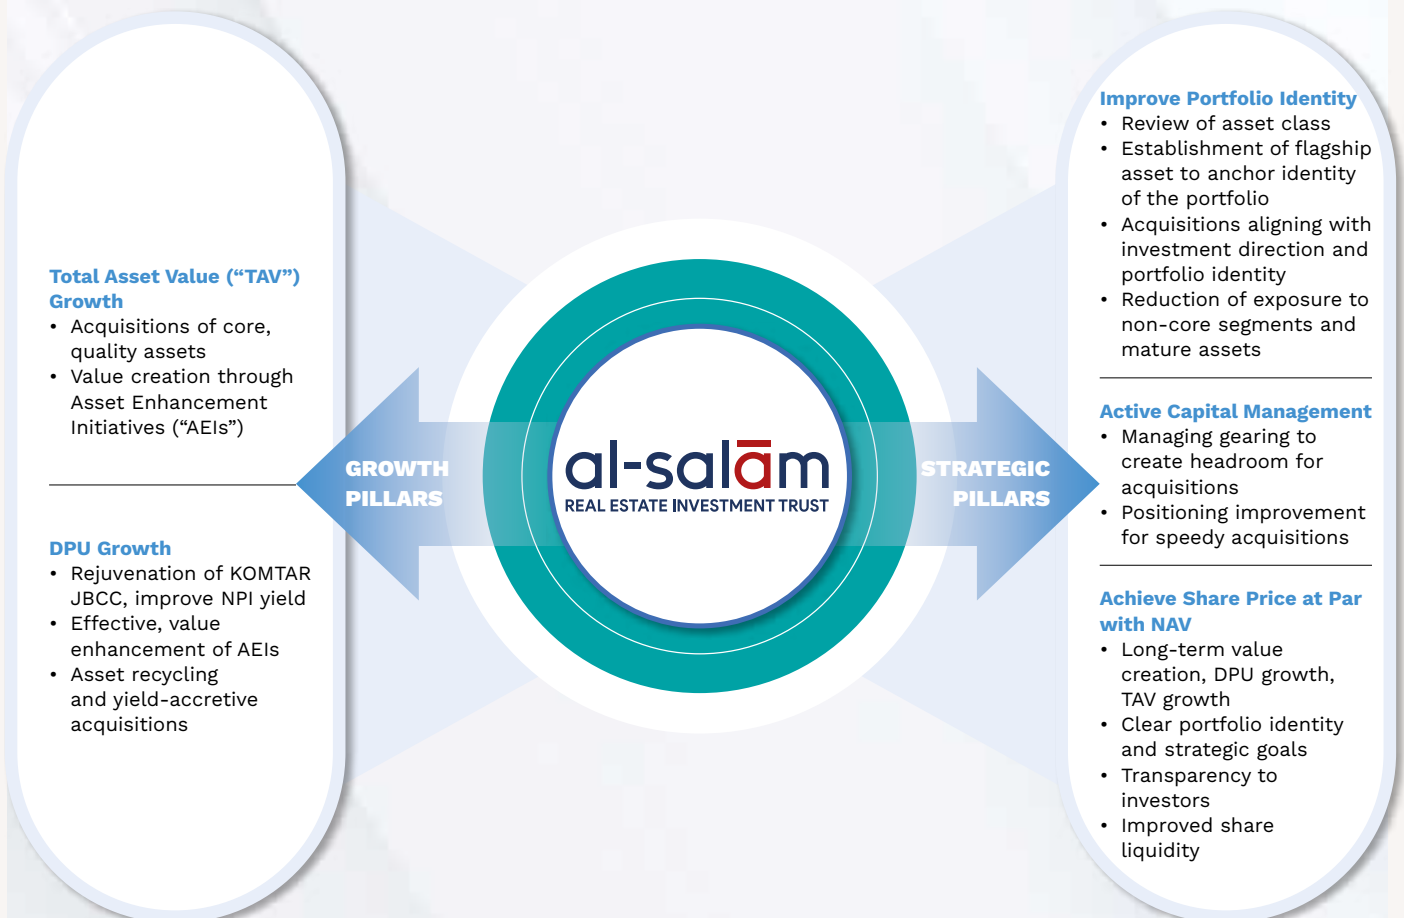 Total Asset Value (“TAV”)
Growth
• Acquisitions of core,
quality assets
• Value creation through
Asset Enhancement
Initiatives (“AEIs”)
DPU Growth
• Rejuvenation of KOMTAR
JBCC, improve NPI yield
• Effective, value
enhancement of AEIs
• Asset recycling
and yield-accretive
acquisitions
GROWTH
PILLARS
al-salām
REAL ESTATE INVESTMENT TRUST
STRATEGIC
PILLARS
Improve Portfolio Identity
• Review of asset class
• Establishment of flagship
asset to anchor identity
of the portfolio
• Acquisitions aligning with
investment direction and
portfolio identity
• Reduction of exposure to
non-core segments and
mature assets
Active Capital Management
• Managing gearing to
create headroom for
acquisitions
• Positioning improvement
for speedy acquisitions
Achieve Share Price at Par
with NAV
• Long-term value
creation, DPU growth,
TAV growth
• Clear portfolio identity
and strategic goals
• Transparency to
investors
• Improved share
liquidity